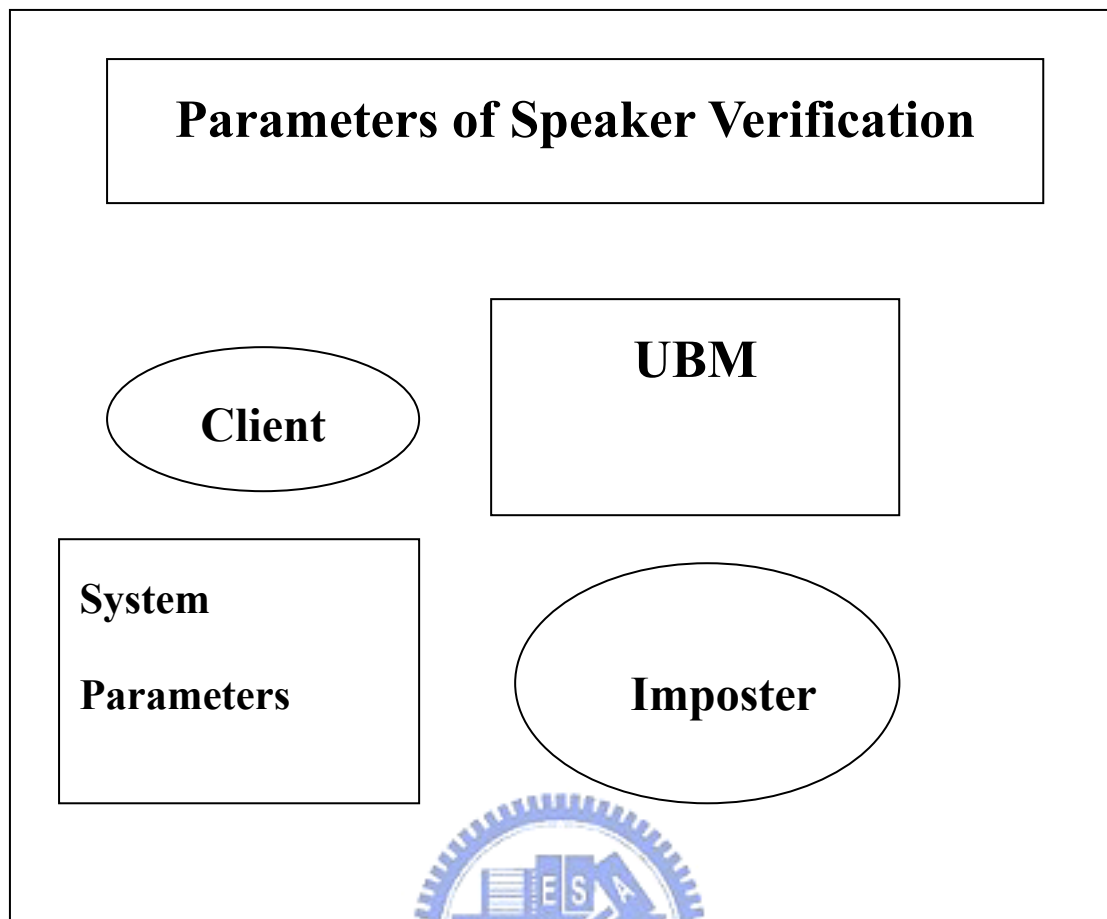 Parameters of Speaker Verification
UBM
Client
System
Parameters
Imposter
E S A